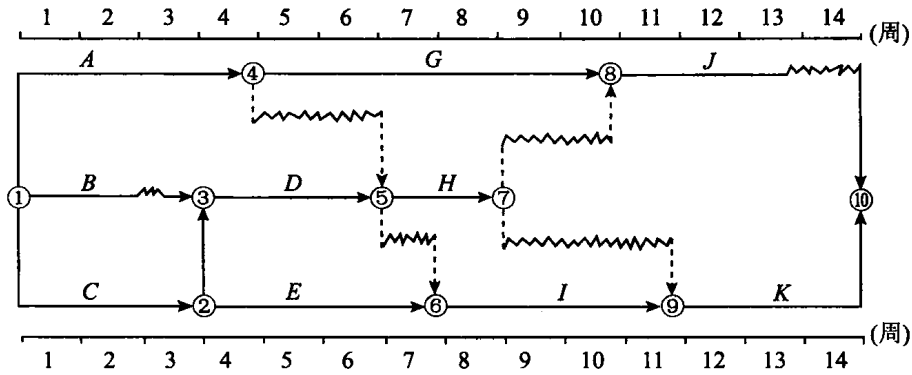 1 2 3 4 5 6 7 8 9 10 11 12 13 14 (周)
A G J
④ ⑧
B D H
① ③ ⑤ ⑦ ⑩
C E I K
② ⑥ ⑨
(周)
1 2 3 4 5 6 7 8 9 10 11 12 13 14